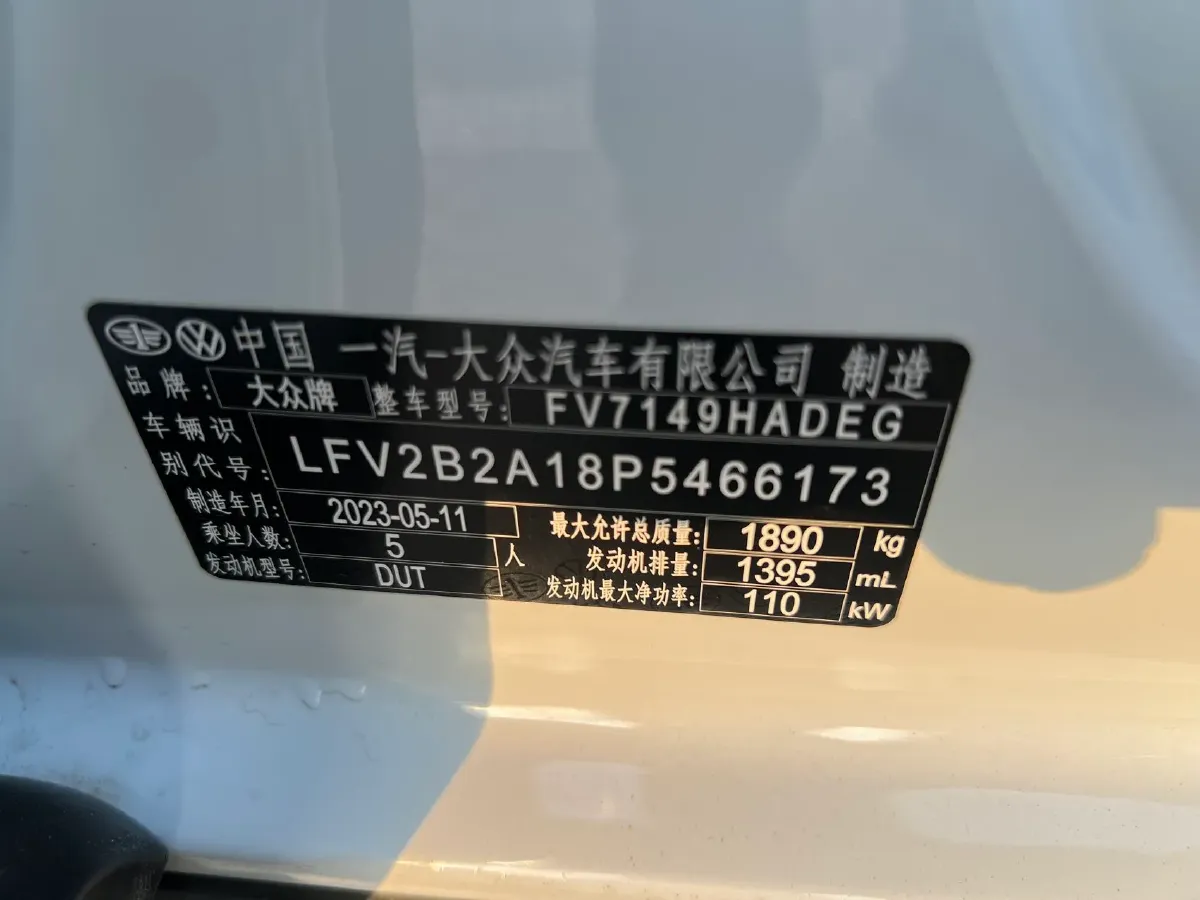 中国 一汽-大众汽车有限公司 制造
品牌: 大众牌 整车型号: FV7149HADEG
车辆识别代号: LFV2B2A18P5466173
制造年月: 2023-05-11 最大允许总质量: 1890 kg
乘坐人数: 5 人 发动机排量: 1395 mL
发动机型号: DUT 发动机最大净功率: 110 kW